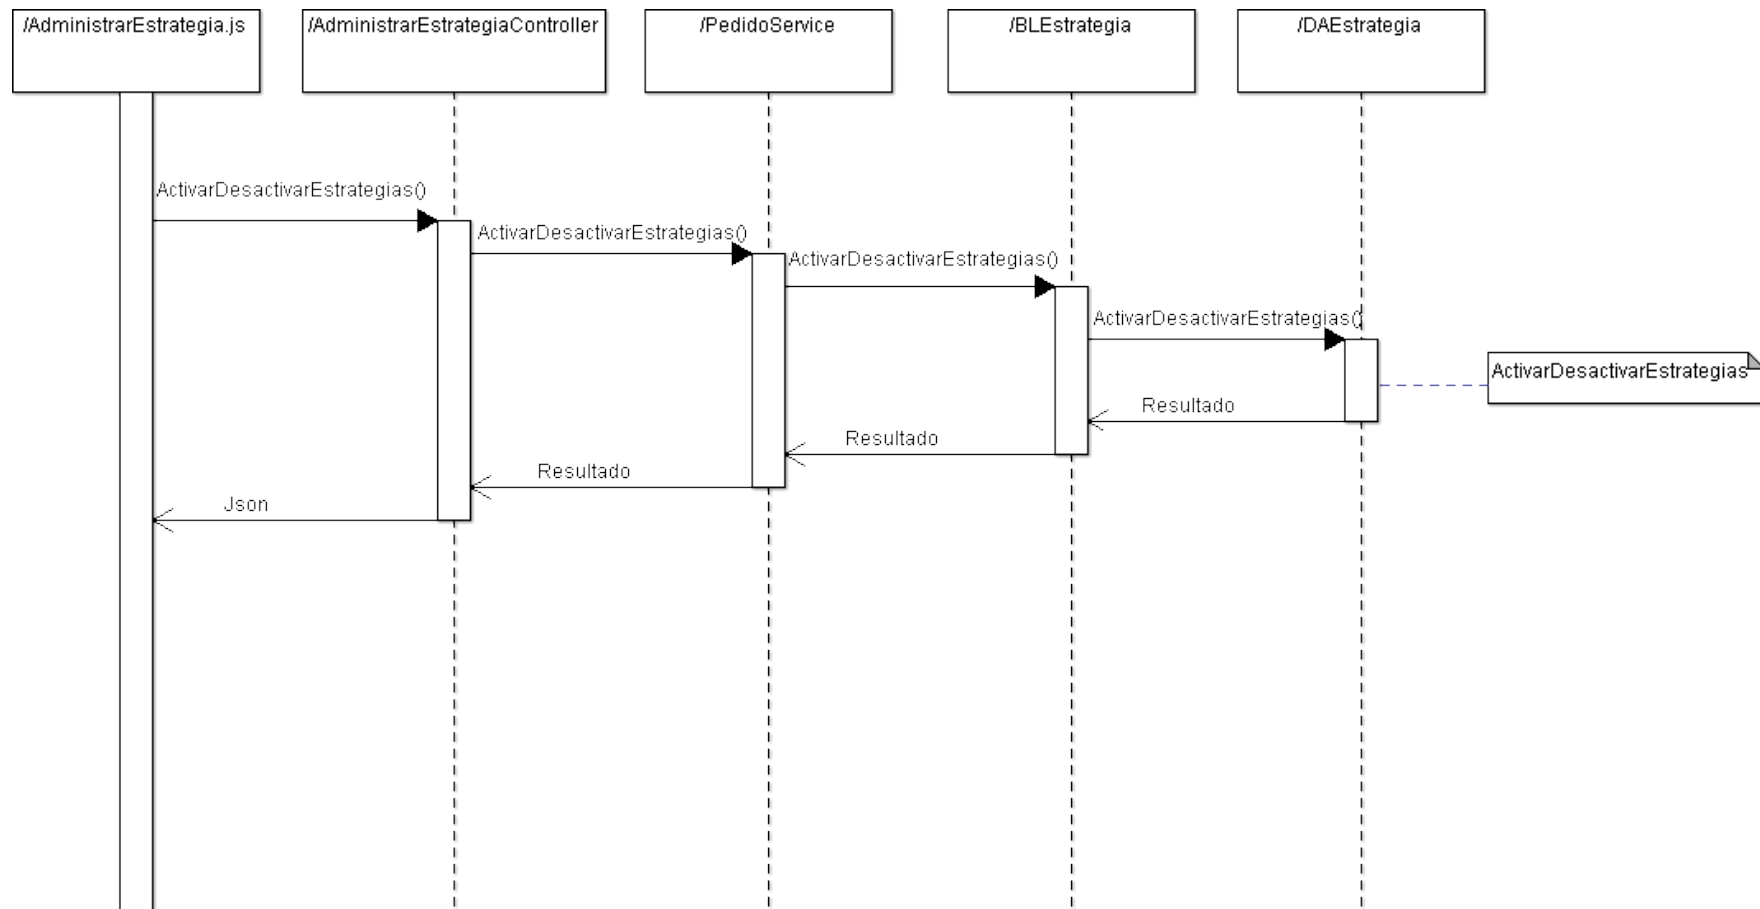 /AdministrarEstrategia.js
/AdministrarEstrategiaController
/PedidoService
/BLEstrategia
/DAEstrategia
ActivarDesactivarEstrategias()
ActivarDesactivarEstrategias()
ActivarDesactivarEstrategias()
ActivarDesactivarEstrategias()
ActivarDesactivarEstrategias
Resultado
Resultado
Resultado
Json